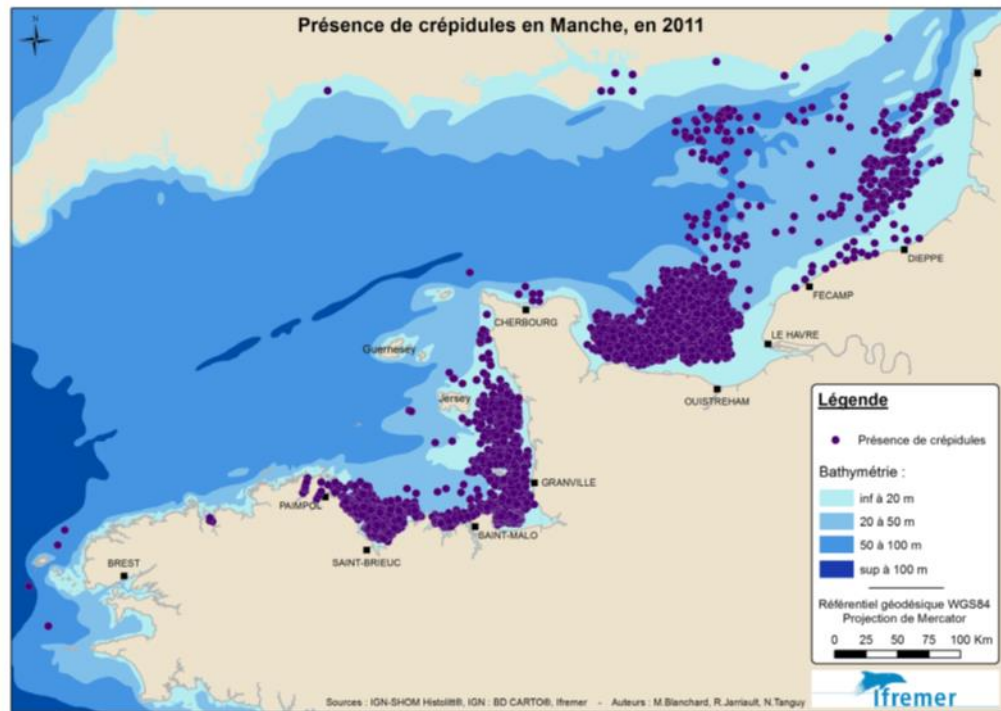 Présence de crépidules en Manche, en 2011
N
DIEPPE
FECAMP
CHERBOURG
LE HAVRE
Guernesey
OUISTREHAM
Jersey
GRANVILLE
PAIMPOL
SAINT-MALO
SAINT-BRIEUC
BREST
Légende
Présence de crépidules
Bathymétrie :
inf à 20 m
20 à 50 m
50 à 100 m
sup à 100 m
Référentiel géodésique WGS84
Projection de Mercator
0 25 50 75 100 Km
Ifremer
Sources : IGN-SHOM Histolitt®, IGN : BD CARTO®, Ifremer - Auteurs : M.Blanchard, R.Jarriault, N.Tanguy